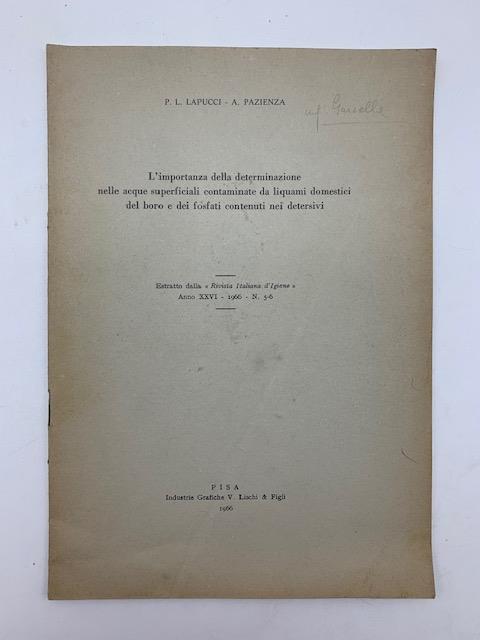 P. L. LAPUCCI - A. PAZIENZA
L'importanza della determinazione
nelle acque superficiali contaminate da liquami domestici
del boro e dei fosfati contenuti nei detersivi
Estratto dalla « Rivista Italiana d'Igiene »
Anno XXVI - 1966 - N. 5-6
PISA
Industrie Grafiche V. Lischi & Figli
1966